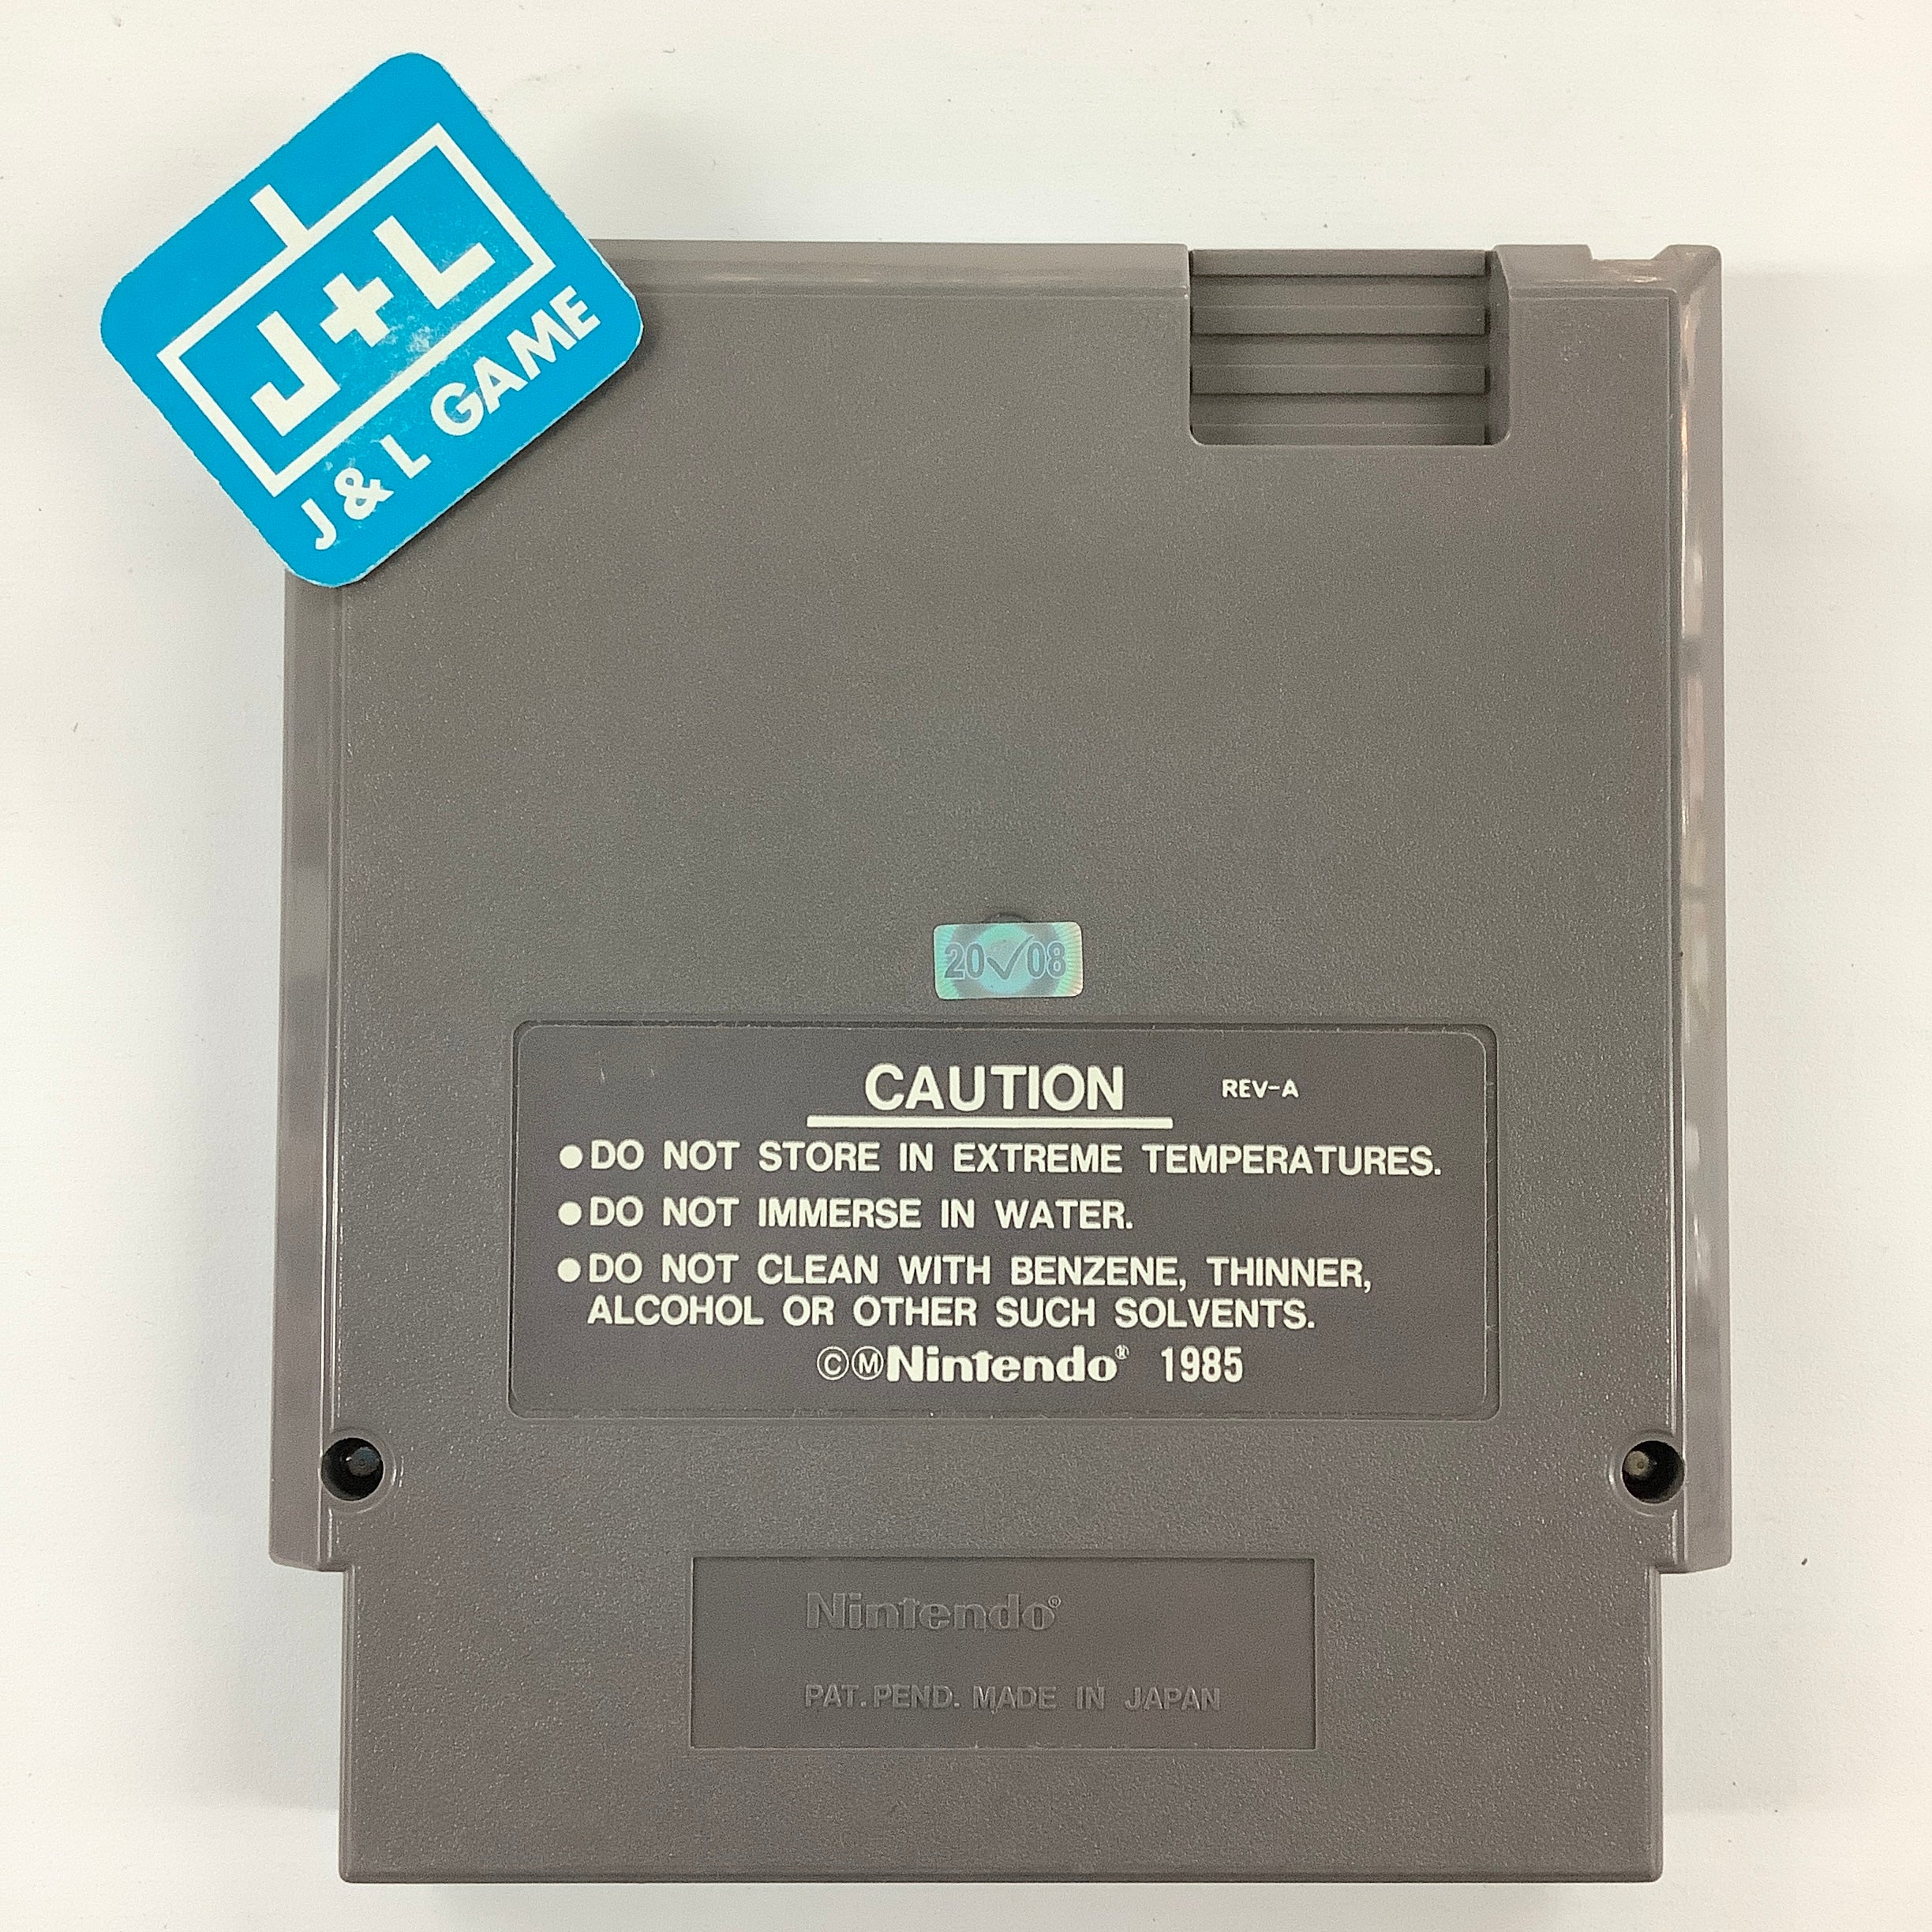 J+L
J & L GAME
20✓08
CAUTION REV-A
●DO NOT STORE IN EXTREME TEMPERATURES.
●DO NOT IMMERSE IN WATER.
●DO NOT CLEAN WITH BENZENE, THINNER,
ALCOHOL OR OTHER SUCH SOLVENTS.
©ⓂNintendo® 1985
Nintendo®
PAT. PEND. MADE IN JAPAN